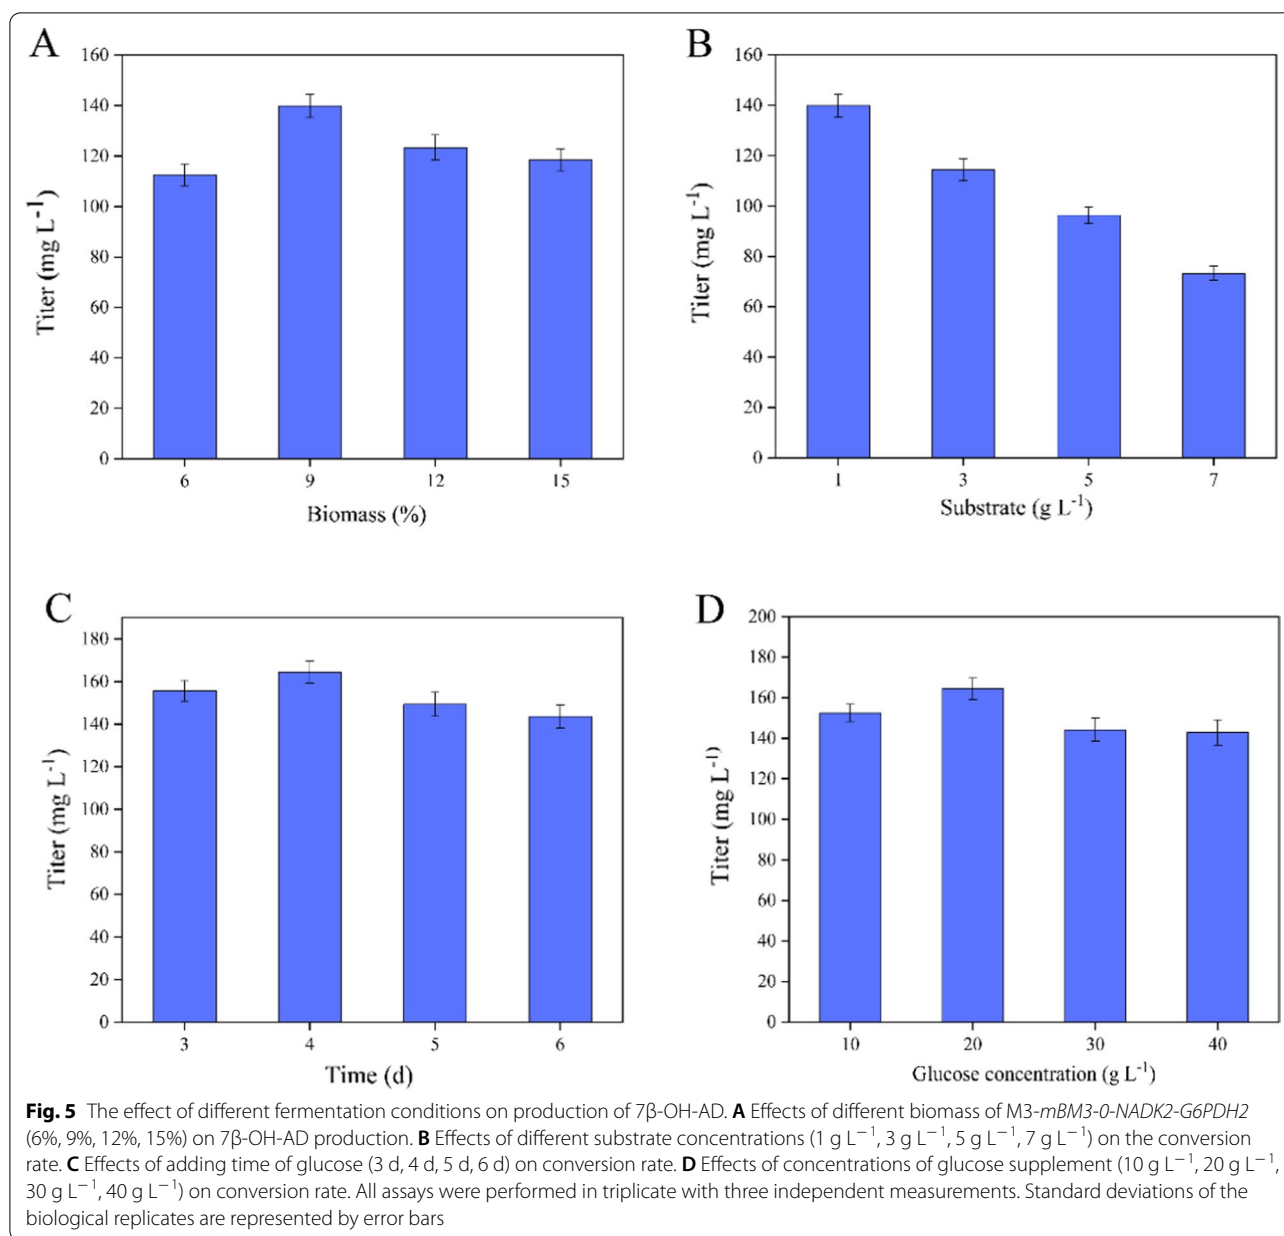 A
160
140
120
100
80
60
40
20
0
Titer (mg L⁻¹)
6 9 12 15
Biomass (%)
B
160
140
120
100
80
60
40
20
0
Titer (mg L⁻¹)
1 3 5 7
Substrate (g L⁻¹)
C
180
160
140
120
100
80
60
40
20
0
Titer (mg L⁻¹)
3 4 5 6
Time (d)
D
200
180
160
140
120
100
80
60
40
20
0
Titer (mg L⁻¹)
10 20 30 40
Glucose concentration (g L⁻¹)
Fig. 5 The effect of different fermentation conditions on production of 7β-OH-AD. A Effects of different biomass of M3-mBM3-0-NADK2-G6PDH2
(6%, 9%, 12%, 15%) on 7β-OH-AD production. B Effects of different substrate concentrations (1 g L⁻¹, 3 g L⁻¹, 5 g L⁻¹, 7 g L⁻¹) on the conversion
rate. C Effects of adding time of glucose (3 d, 4 d, 5 d, 6 d) on conversion rate. D Effects of concentrations of glucose supplement (10 g L⁻¹, 20 g L⁻¹,
30 g L⁻¹, 40 g L⁻¹) on conversion rate. All assays were performed in triplicate with three independent measurements. Standard deviations of the
biological replicates are represented by error bars